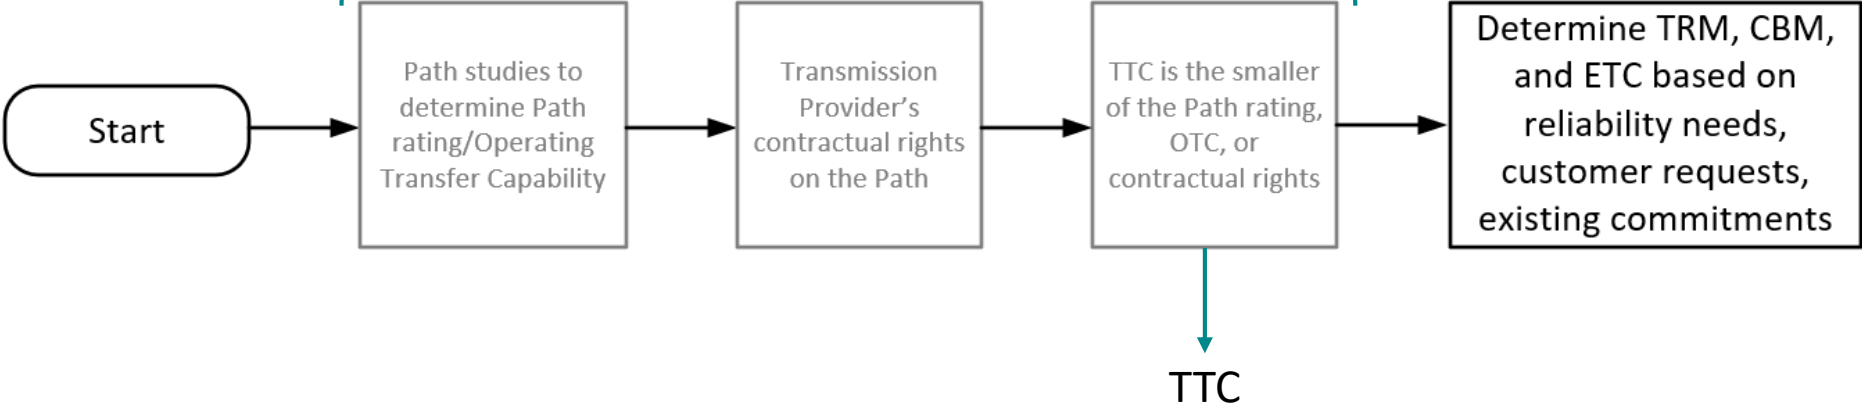 Start
Path studies to
determine Path
rating/Operating
Transfer Capability
Transmission
Provider’s
contractual rights
on the Path
TTC is the smaller
of the Path rating,
OTC, or
contractual rights
Determine TRM, CBM,
and ETC based on
reliability needs,
customer requests,
existing commitments
TTC